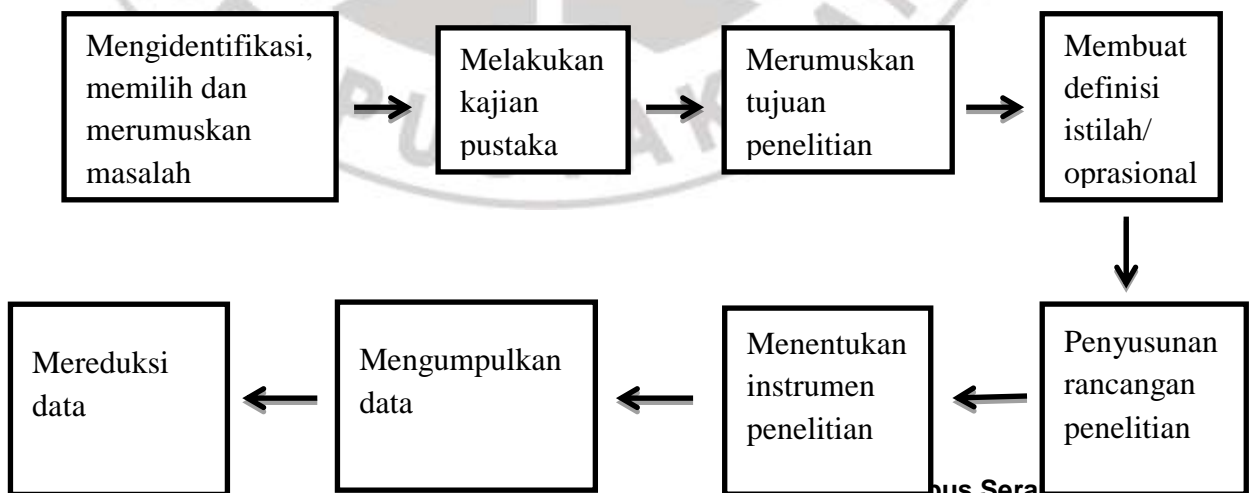 Mengidentifikasi,
memilih dan
merumuskan
masalah
Melakukan
kajian
pustaka
Merumuskan
tujuan
penelitian
Membuat
definisi
istilah/
oprasional
Penyusunan
rancangan
penelitian
Menentukan
instrumen
penelitian
Mengumpulkan
data
Mereduksi
data